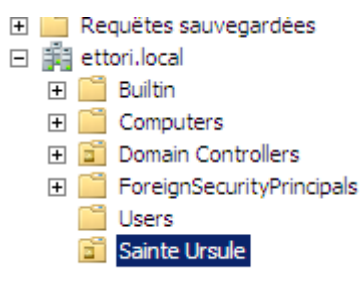 Requêtes sauvegardées
ettori.local
Builtin
Computers
Domain Controllers
ForeignSecurityPrincipals
Users
Sainte Ursule